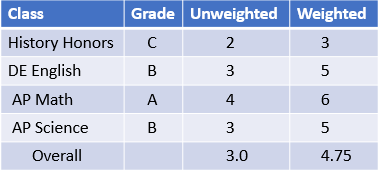 Class Grade Unweighted Weighted
History Honors C 2 3
DE English B 3 5
AP Math A 4 6
AP Science B 3 5
Overall 3.0 4.75